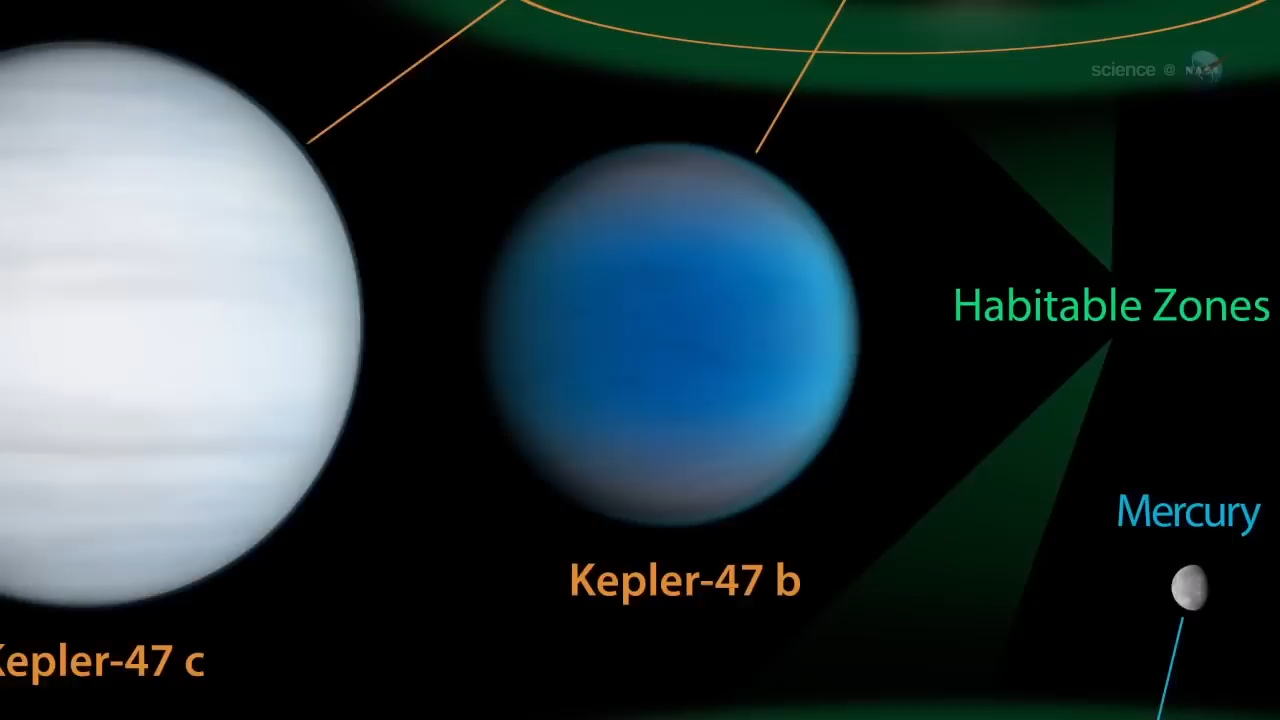 science @ NASA
Habitable Zones
Mercury
Kepler-47 b
Kepler-47 c